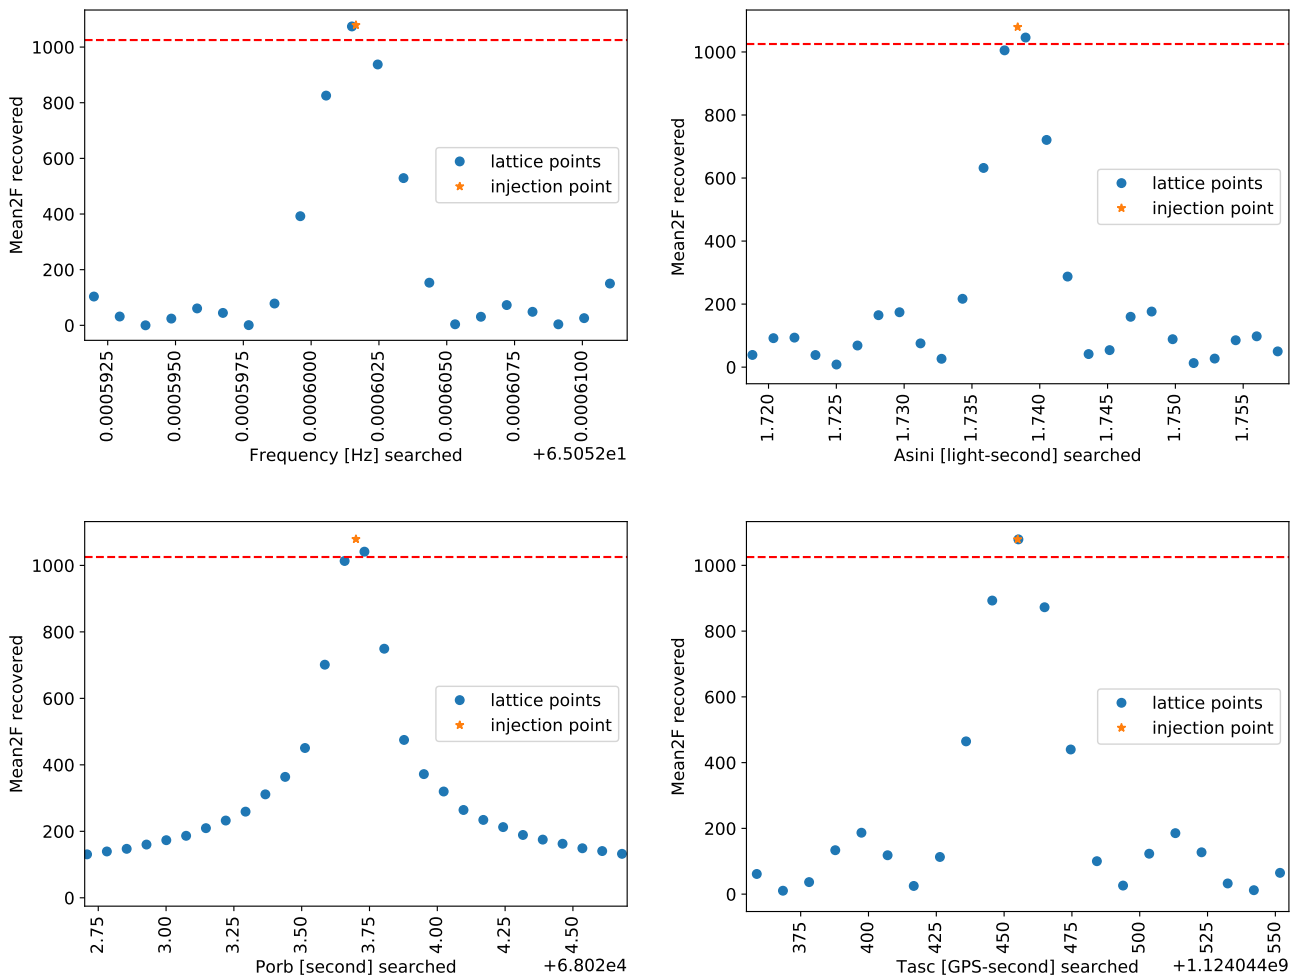 1000
800
600
400
200
0
Mean2F recovered
lattice points
injection point
0.0005925
0.0005950
0.0005975
0.0006000
0.0006025
0.0006050
0.0006075
0.0006100
Frequency [Hz] searched
+6.5052e1
1000
800
600
400
200
0
Mean2F recovered
lattice points
injection point
1.720
1.725
1.730
1.735
1.740
1.745
1.750
1.755
Asini [light-second] searched
1000
800
600
400
200
0
Mean2F recovered
lattice points
injection point
2.75
3.00
3.25
3.50
3.75
4.00
4.25
4.50
Porb [second] searched
+6.802e4
1000
800
600
400
200
0
Mean2F recovered
lattice points
injection point
375
400
425
450
475
500
525
550
Tasc [GPS-second] searched
+1.124044e9